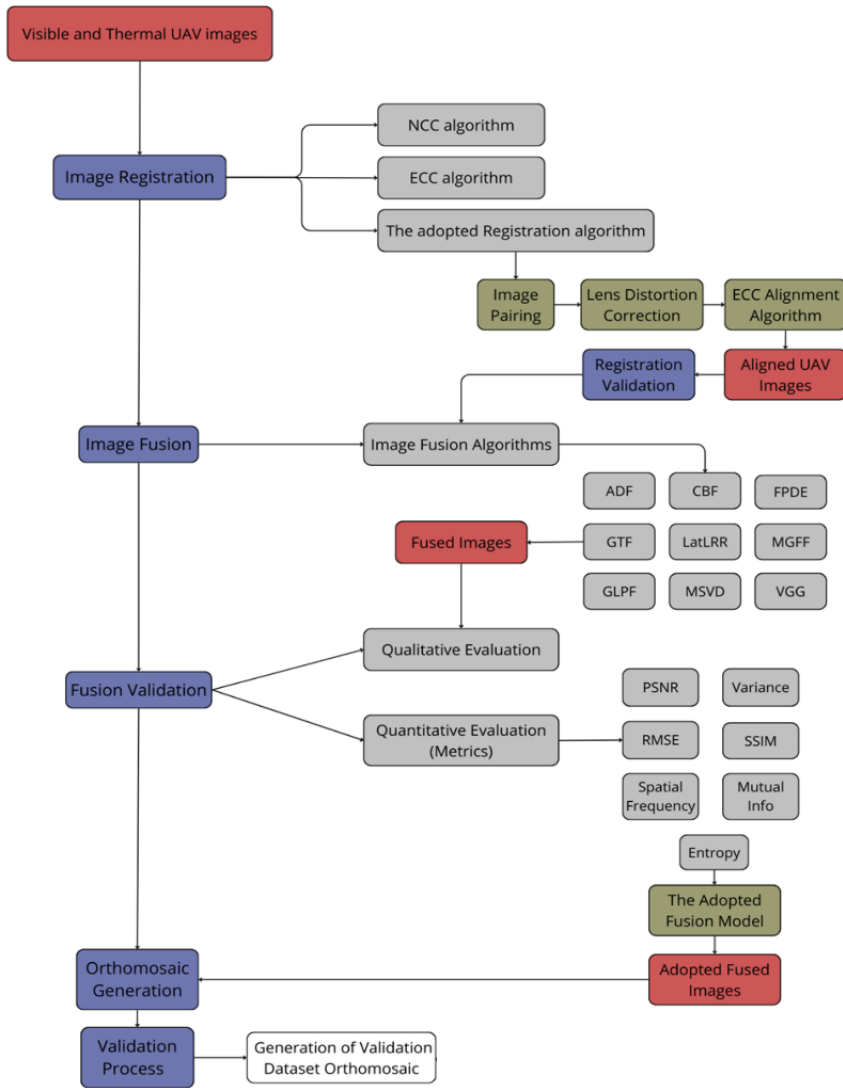 Visible and Thermal UAV images
NCC algorithm
Image Registration
ECC algorithm
The adopted Registration algorithm
Image
Pairing
Lens Distortion
Correction
ECC Alignment
Algorithm
Registration
Validation
Aligned UAV
Images
Image Fusion
Image Fusion Algorithms
ADF
CBF
FPDE
Fused Images
GTF
LatLRR
MGFF
GLPF
MSVD
VGG
Qualitative Evaluation
Fusion Validation
PSNR
Variance
Quantitative Evaluation
(Metrics)
RMSE
SSIM
Spatial
Frequency
Mutual
Info
Entropy
The Adopted
Fusion Model
Orthomosaic
Generation
Adopted Fused
Images
Validation
Process
Generation of Validation
Dataset Orthomosaic